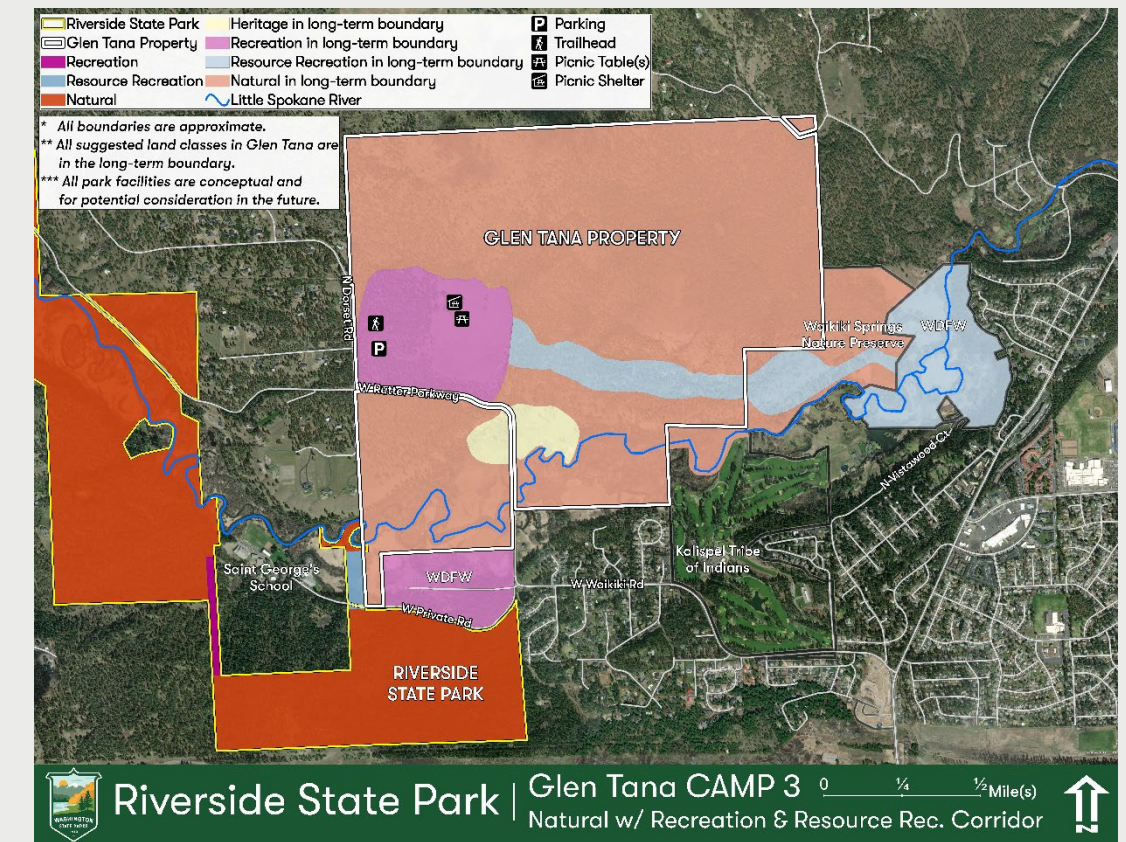 Riverside State Park
Glen Tana Property
Recreation
Resource Recreation
Natural
Heritage in long-term boundary
Recreation in long-term boundary
Resource Recreation in long-term boundary
Natural in long-term boundary
Little Spokane River
P Parking
Trailhead
Picnic Table(s)
Picnic Shelter
* All boundaries are approximate.
** All suggested land classes in Glen Tana are
in the long-term boundary.
*** All park facilities are conceptual and
for potential consideration in the future.
GLEN TANA PROPERTY
N Dorset Rd
P
W Rutter Parkway
Waikiki Springs
Nature Preserve
WDFW
N Vistawood Ct
Kalispel Tribe
of Indians
Saint George's
School
WDFW
W Waikiki Rd
W Private Rd
RIVERSIDE
STATE PARK
WASHINGTON
STATE PARKS
Riverside State Park
Glen Tana CAMP 3
0 ¼ ½ Mile(s)
Natural w/ Recreation & Resource Rec. Corridor
N